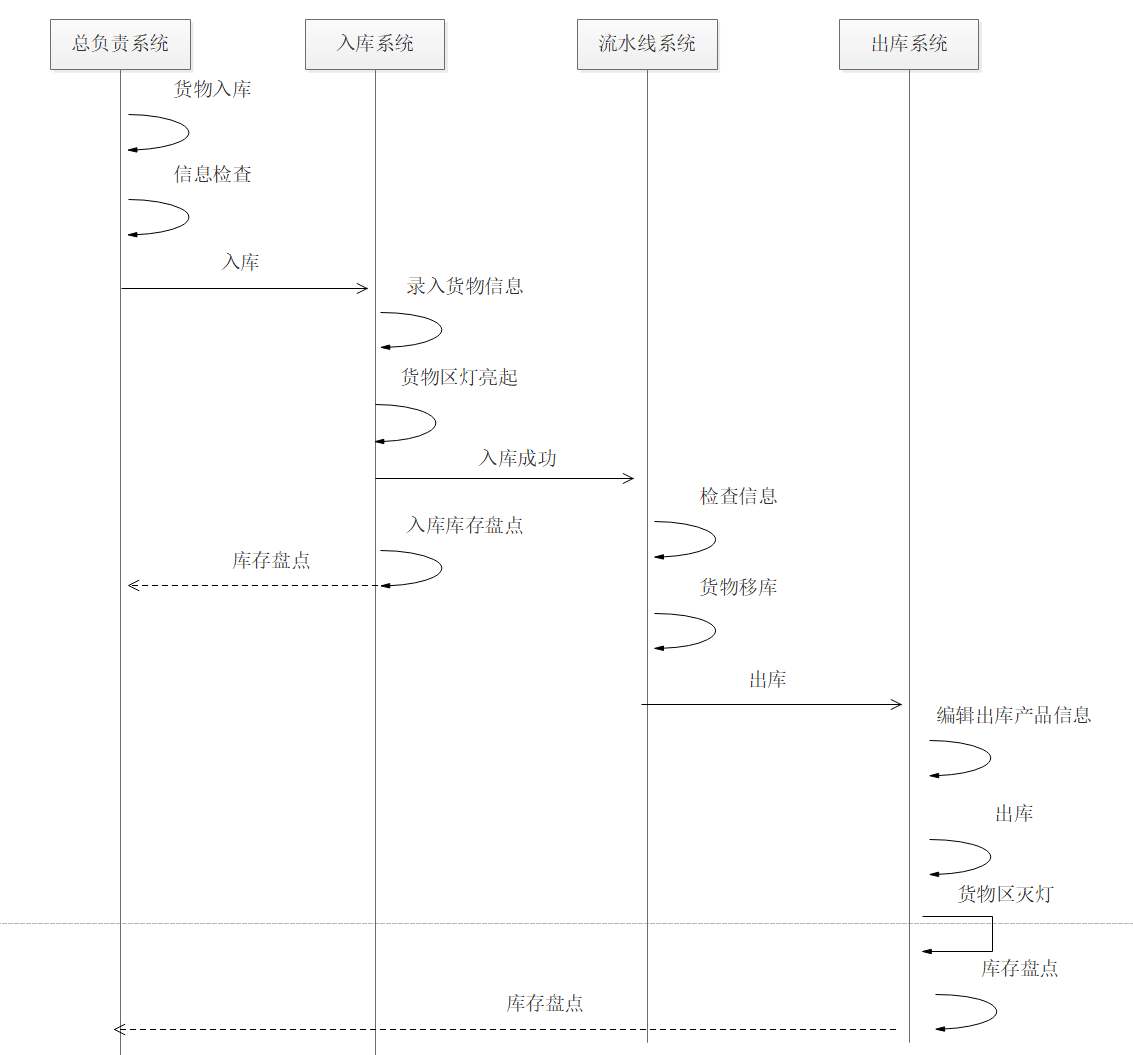 总负责系统
入库系统
流水线系统
出库系统
货物入库
信息检查
入库
录入货物信息
货物区灯亮起
入库成功
检查信息
入库库存盘点
库存盘点
货物移库
出库
编辑出库产品信息
出库
货物区灭灯
库存盘点
库存盘点